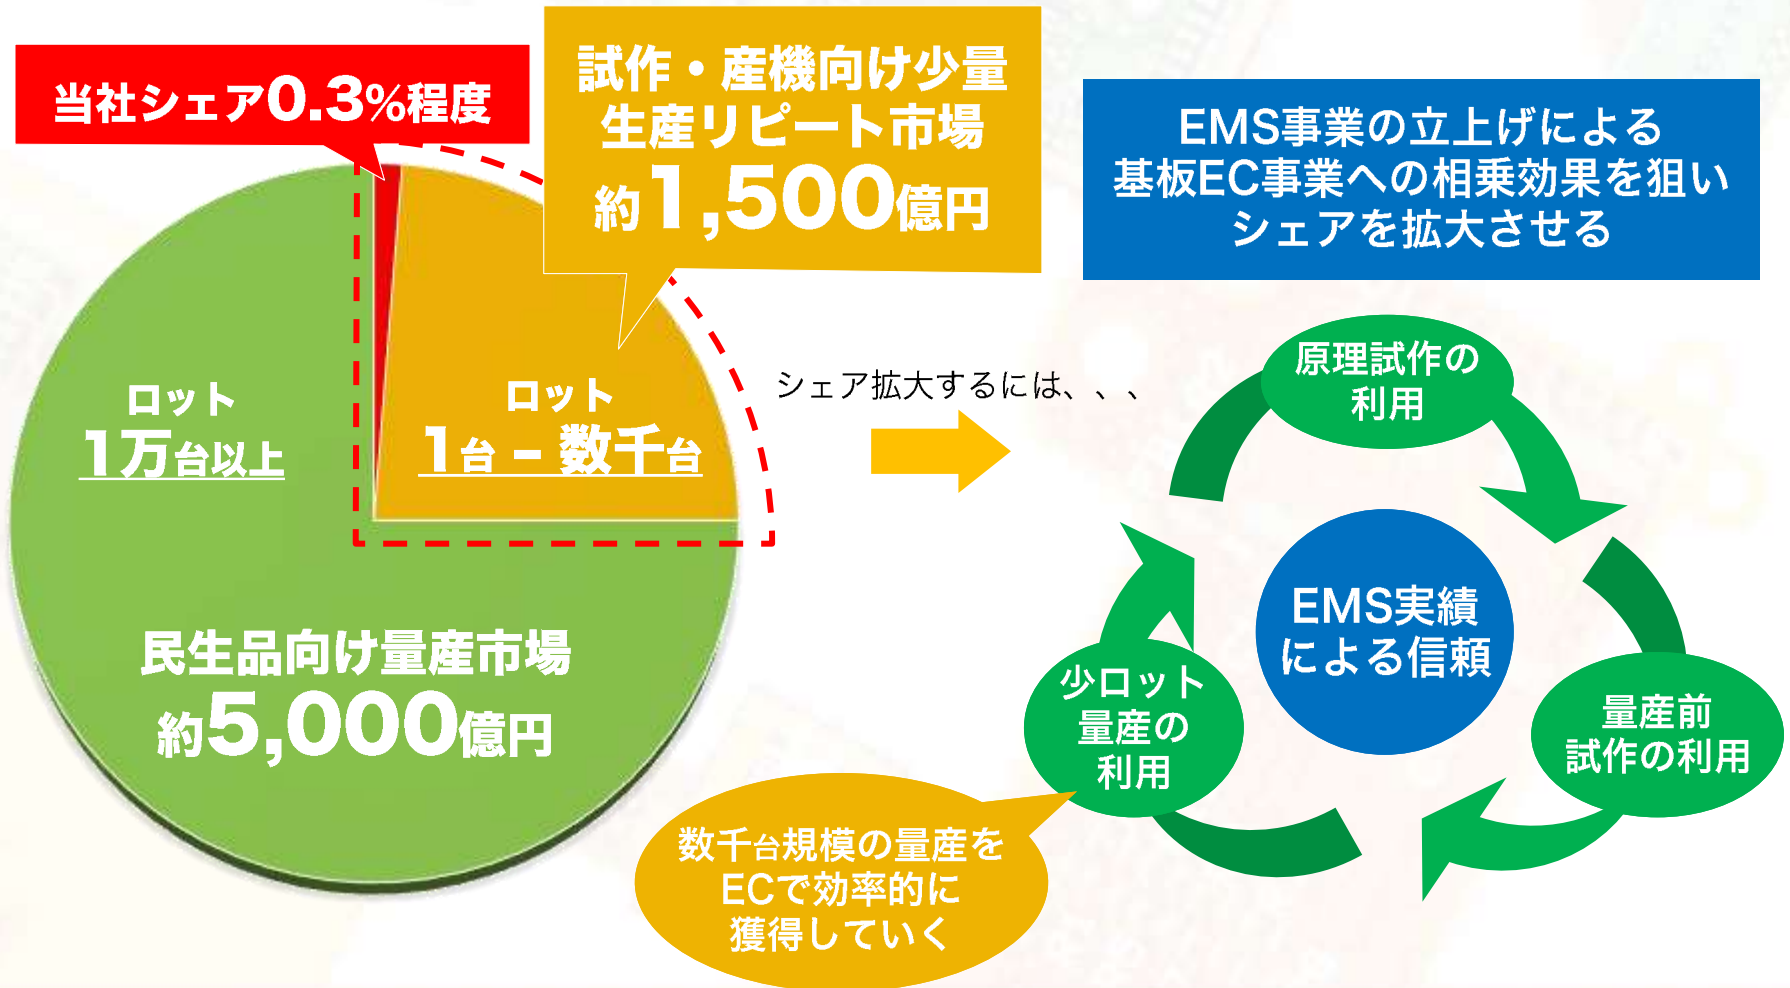 当社シェア0.3%程度
試作・産機向け少量
生産リピート市場
約1,500億円
ロット
1万台以上
ロット
1台 – 数千台
民生品向け量産市場
約5,000億円
シェア拡大するには、、、
EMS事業の立上げによる
基板EC事業への相乗効果を狙い
シェアを拡大させる
原理試作の
利用
EMS実績
による信頼
量産前
試作の利用
少ロット
量産の
利用
数千台規模の量産を
ECで効率的に
獲得していく